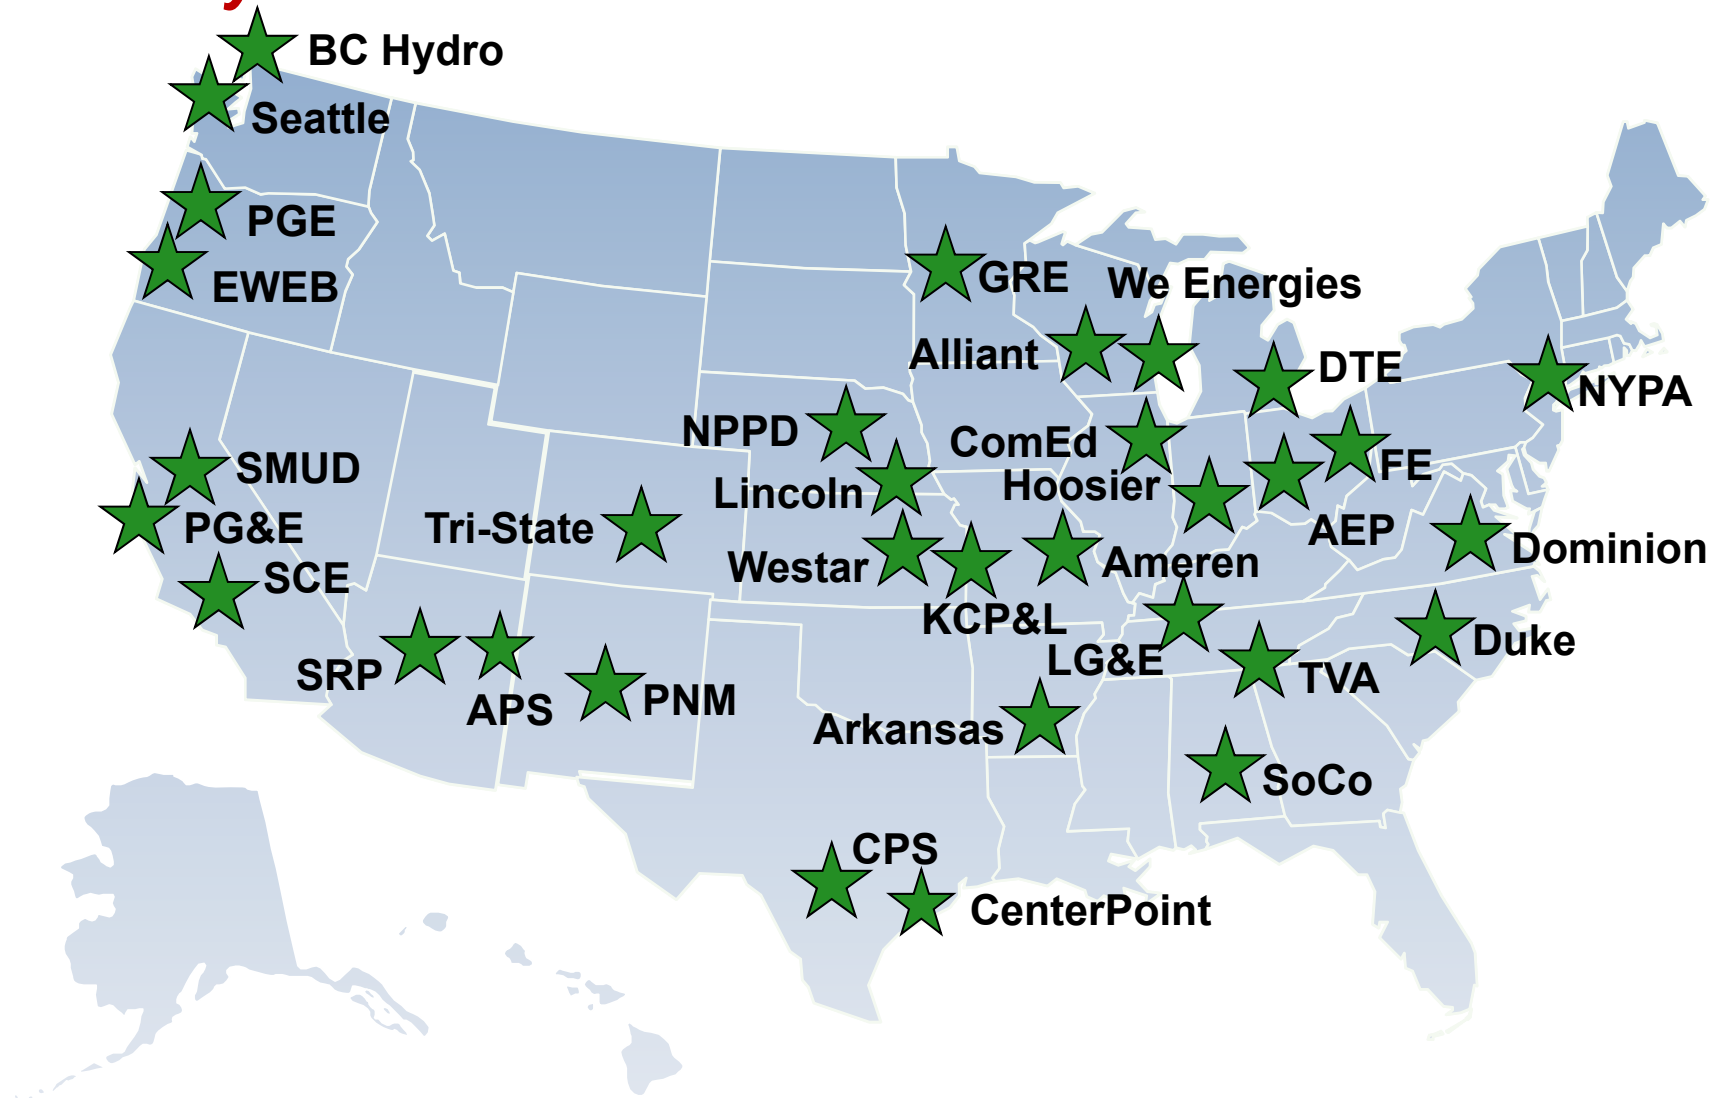 BC Hydro
Seattle
PGE
EWEB
GRE
We Energies
Alliant
DTE
NYPA
NPPD
ComEd
FE
SMUD
Lincoln
Hoosier
PG&E
Tri-State
AEP
Dominion
Westar
Ameren
SCE
KCP&L
Duke
LG&E
SRP
TVA
APS
PNM
Arkansas
SoCo
CPS
CenterPoint